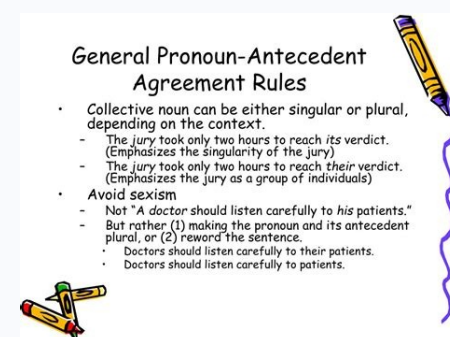 General Pronoun-Antecedent
Agreement Rules
• Collective noun can be either singular or plural,
depending on the context.
– The jury took only two hours to reach its verdict.
(Emphasizes the singularity of the jury)
– The jury took only two hours to reach their verdict.
(Emphasizes the jury as a group of individuals)
• Avoid sexism
– Not “A doctor should listen carefully to his patients.”
– But rather (1) making the pronoun and its antecedent
plural, or (2) reword the sentence.
• Doctors should listen carefully to their patients.
• Doctors should listen carefully to patients.